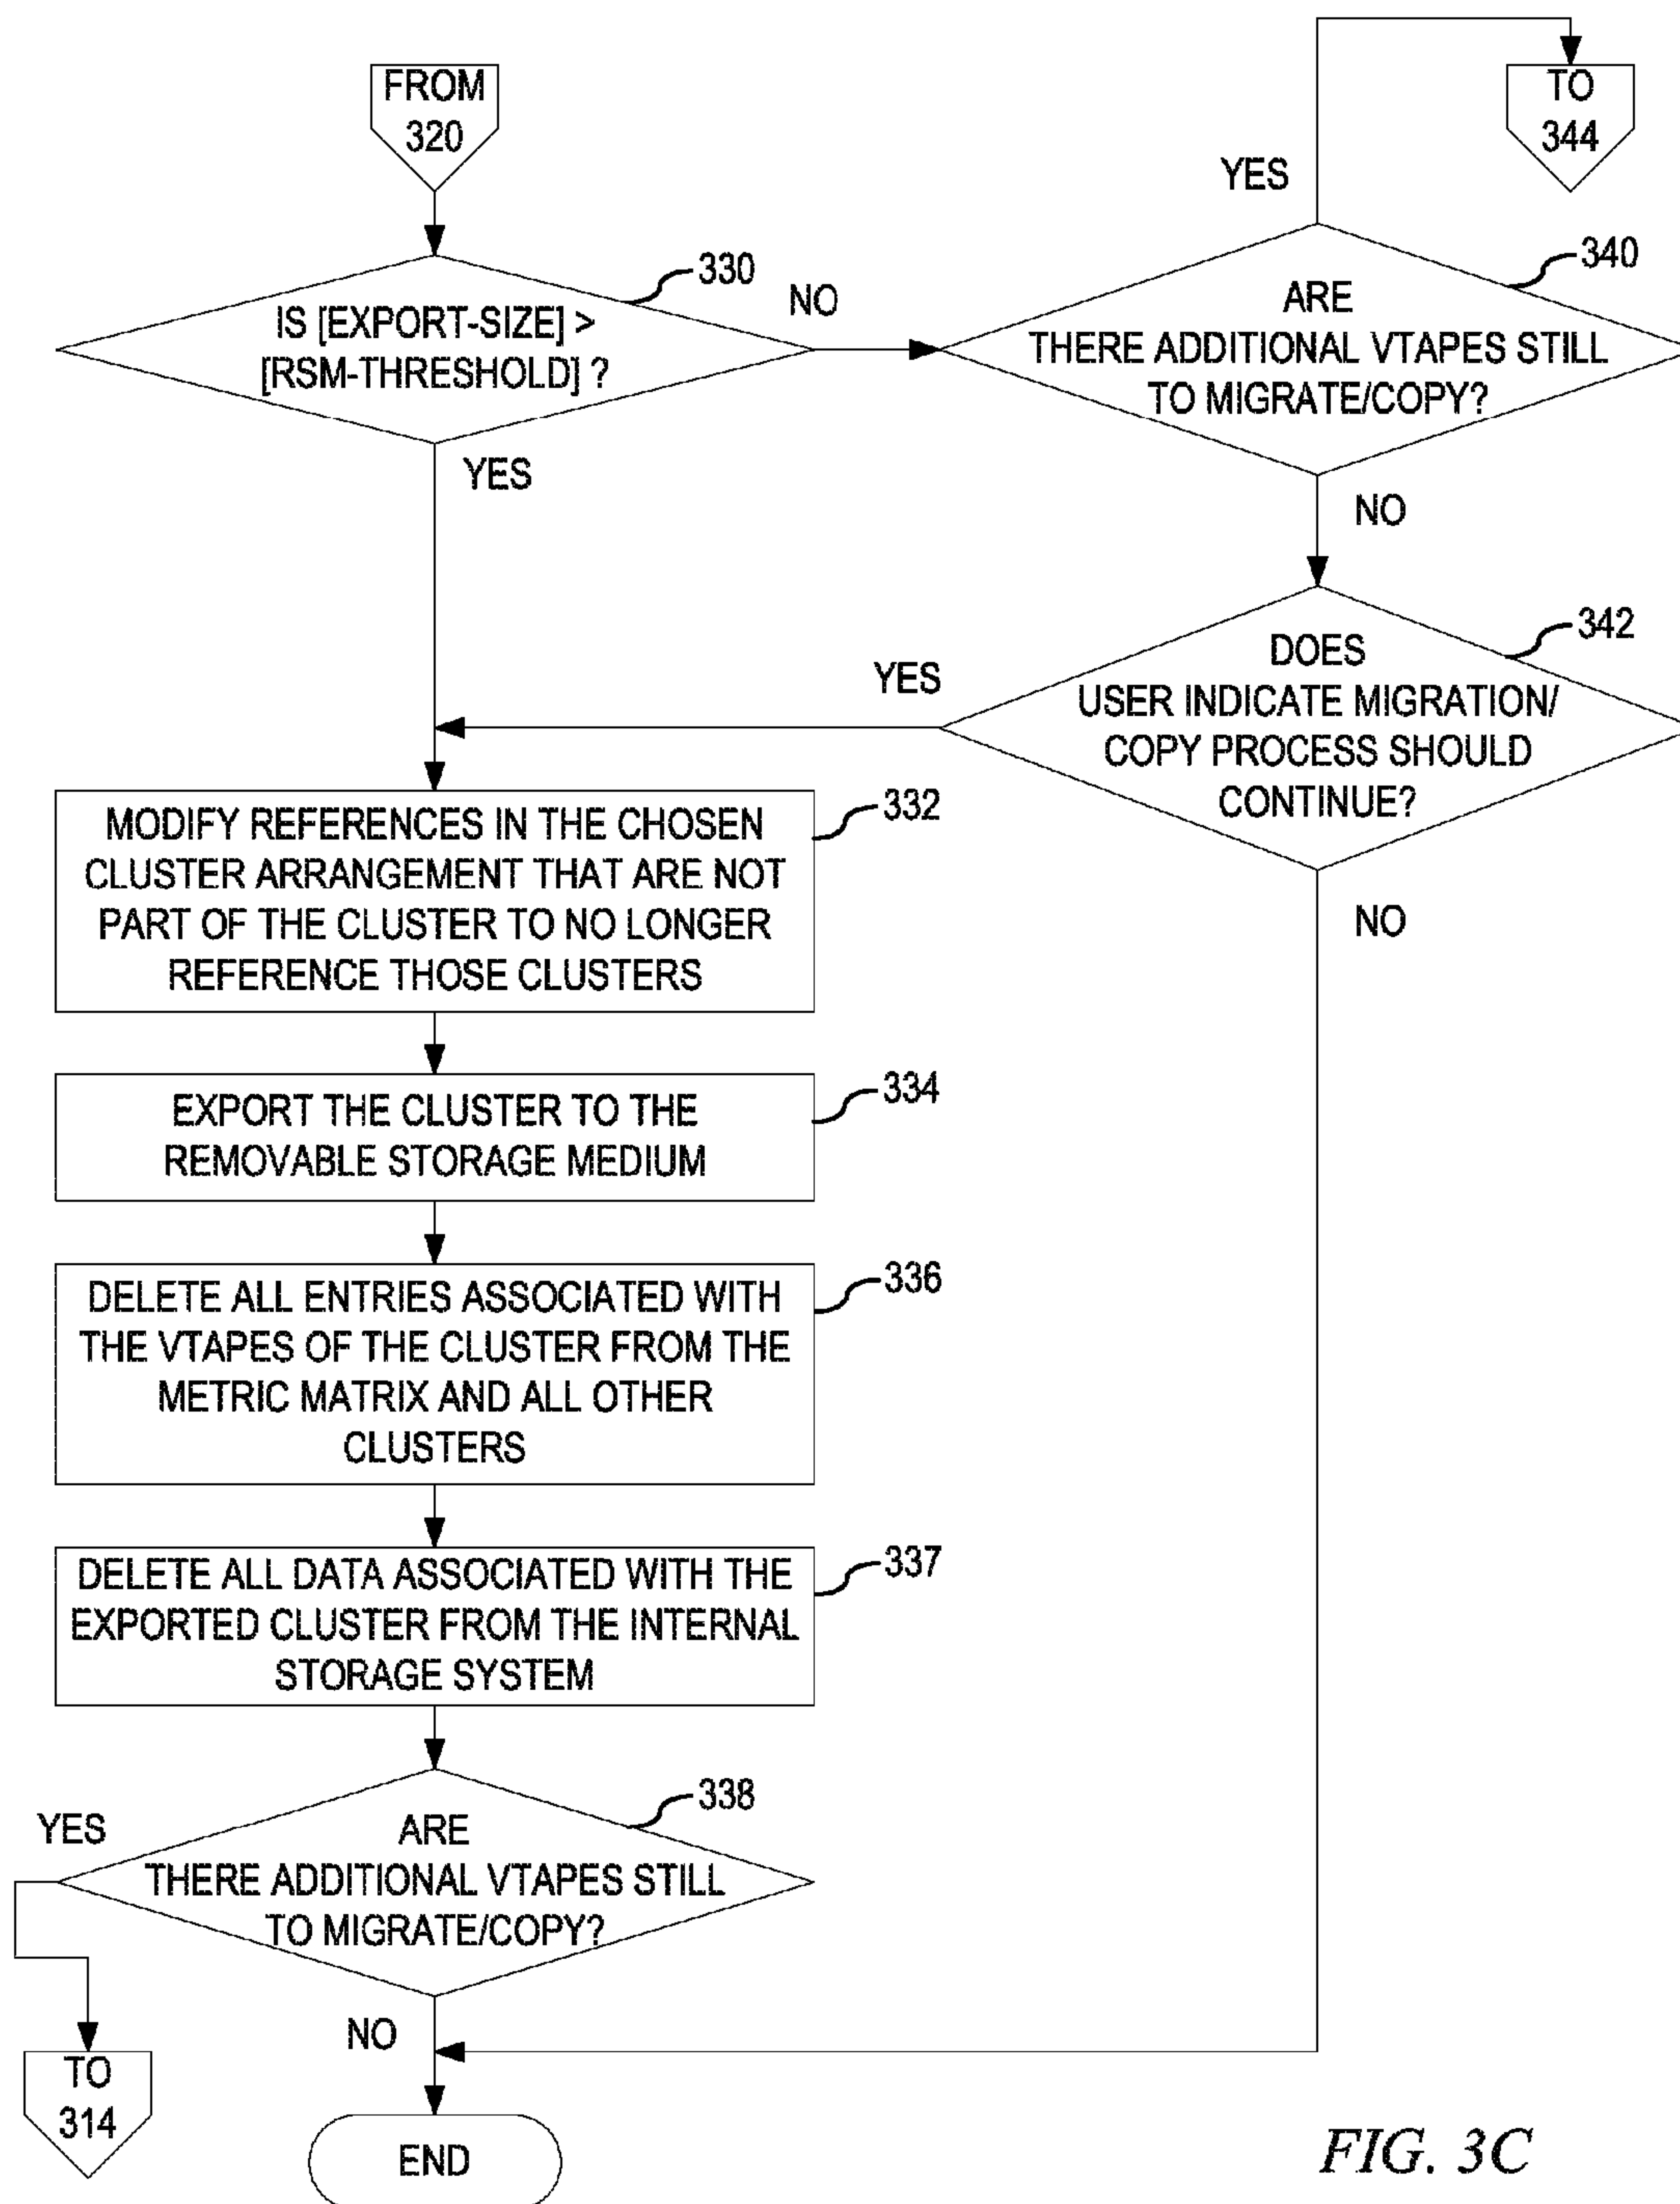 FROM
320
TO
344
YES
330
IS [EXPORT-SIZE] >
[RSM-THRESHOLD] ?
NO
340
ARE
THERE ADDITIONAL VTAPES STILL
TO MIGRATE/COPY?
YES
NO
342
DOES
USER INDICATE MIGRATION/
COPY PROCESS SHOULD
CONTINUE?
YES
NO
332
MODIFY REFERENCES IN THE CHOSEN
CLUSTER ARRANGEMENT THAT ARE NOT
PART OF THE CLUSTER TO NO LONGER
REFERENCE THOSE CLUSTERS
334
EXPORT THE CLUSTER TO THE
REMOVABLE STORAGE MEDIUM
336
DELETE ALL ENTRIES ASSOCIATED WITH
THE VTAPES OF THE CLUSTER FROM THE
METRIC MATRIX AND ALL OTHER
CLUSTERS
337
DELETE ALL DATA ASSOCIATED WITH THE
EXPORTED CLUSTER FROM THE INTERNAL
STORAGE SYSTEM
338
YES
ARE
THERE ADDITIONAL VTAPES STILL
TO MIGRATE/COPY?
NO
TO
314
END
FIG. 3C